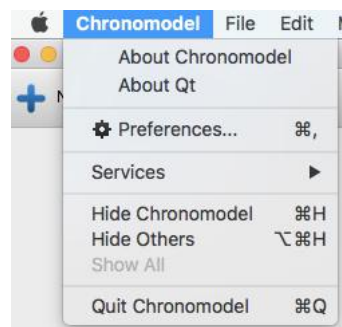 Chronomodel File Edit
About Chronomodel
About Qt
Preferences... ⌘,
Services ▶
Hide Chronomodel ⌘H
Hide Others ⌥⌘H
Show All
Quit Chronomodel ⌘Q